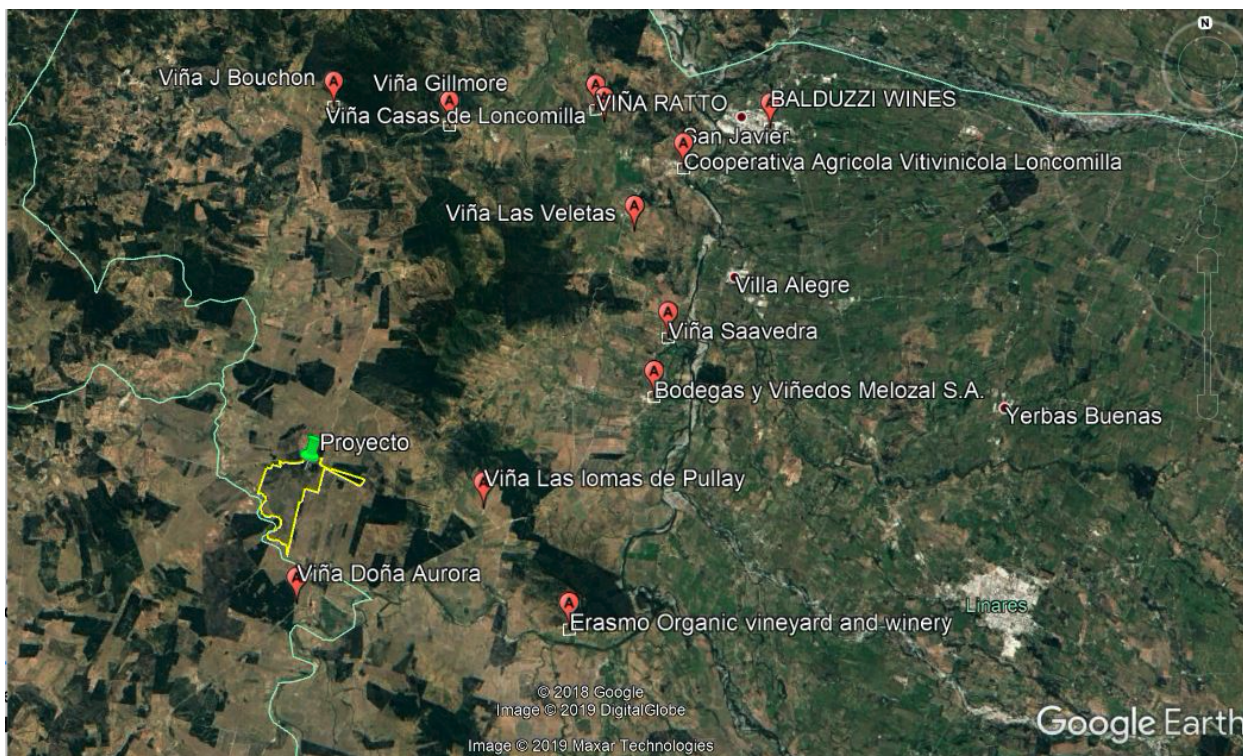 N
Viña J Bouchon
Viña Gillmore
Viña Casas de Loncomilla
VIÑA RATTO
BALDUZZI WINES
San Javier
Cooperativa Agricola Vitivinicola Loncomilla
Viña Las Veletas
Villa Alegre
Viña Saavedra
Bodegas y Viñedos Melozal S.A.
Yerbas Buenas
Proyecto
Viña Las lomas de Pullay
Viña Doña Aurora
Linares
Erasmo Organic vineyard and winery
© 2018 Google
Image © 2019 DigitalGlobe
Image © 2019 Maxar Technologies
Google Earth